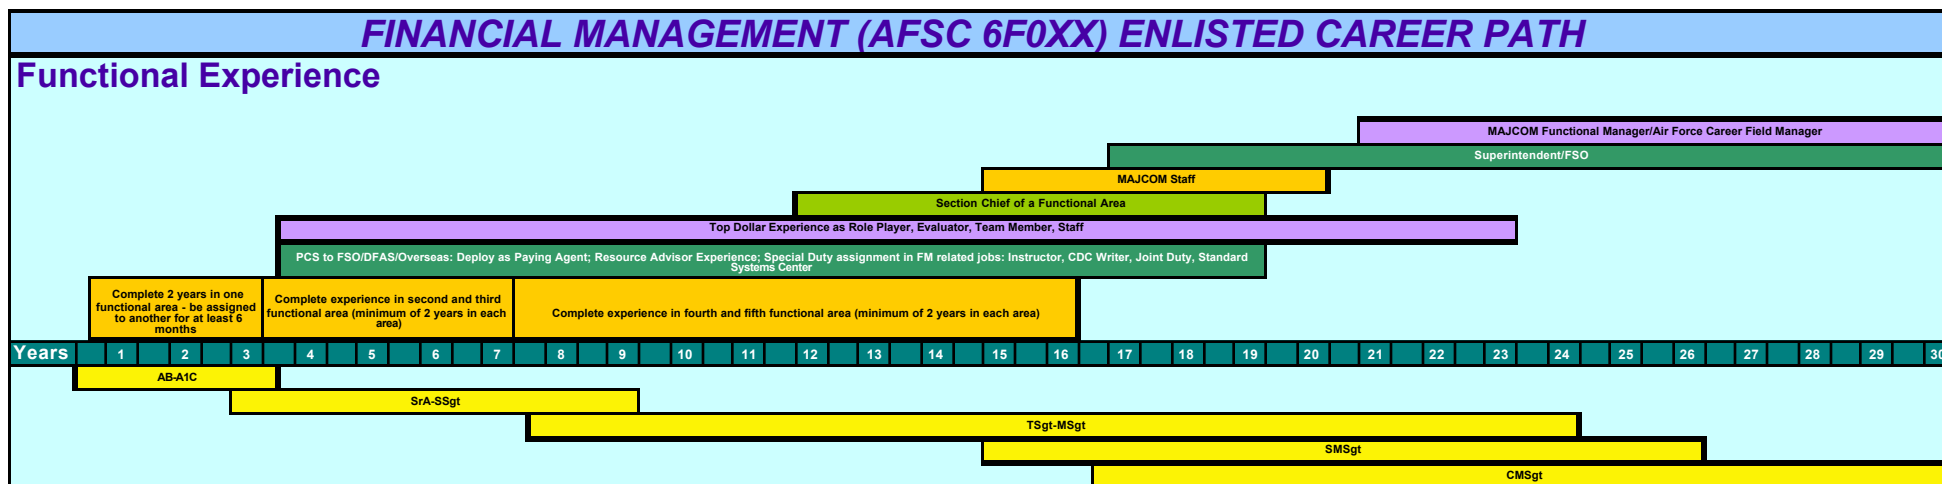 FINANCIAL MANAGEMENT (AFSC 6F0XX) ENLISTED CAREER PATH
Functional Experience
MAJCOM Functional Manager/Air Force Career Field Manager
Superintendent/FSO
MAJCOM Staff
Section Chief of a Functional Area
Top Dollar Experience as Role Player, Evaluator, Team Member, Staff
PCS to FSO/DFAS/Overseas: Deploy as Paying Agent; Resource Advisor Experience; Special Duty assignment in FM related jobs: Instructor, CDC Writer, Joint Duty, Standard
Systems Center
Complete 2 years in one
functional area - be assigned
to another for at least 6
months
Complete experience in second and third
functional area (minimum of 2 years in each
area)
Complete experience in fourth and fifth functional area (minimum of 2 years in each area)
Years 1 2 3 4 5 6 7 8 9 10 11 12 13 14 15 16 17 18 19 20 21 22 23 24 25 26 27 28 29 30
AB-A1C
SrA-SSgt
TSgt-MSgt
SMSgt
CMSgt